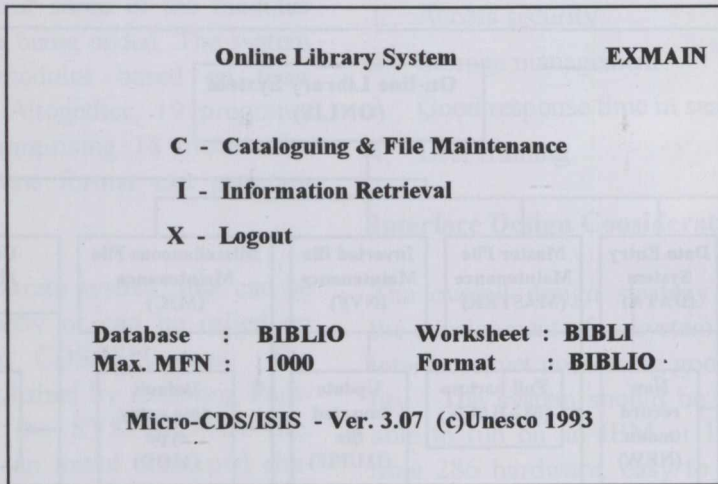 Online Library System EXMAIN
C - Cataloguing & File Maintenance
I - Information Retrieval
X - Logout
Database : BIBLIO Worksheet : BIBLI
Max. MFN : 1000 Format : BIBLIO
Micro-CDS/ISIS - Ver. 3.07 (c)Unesco 1993